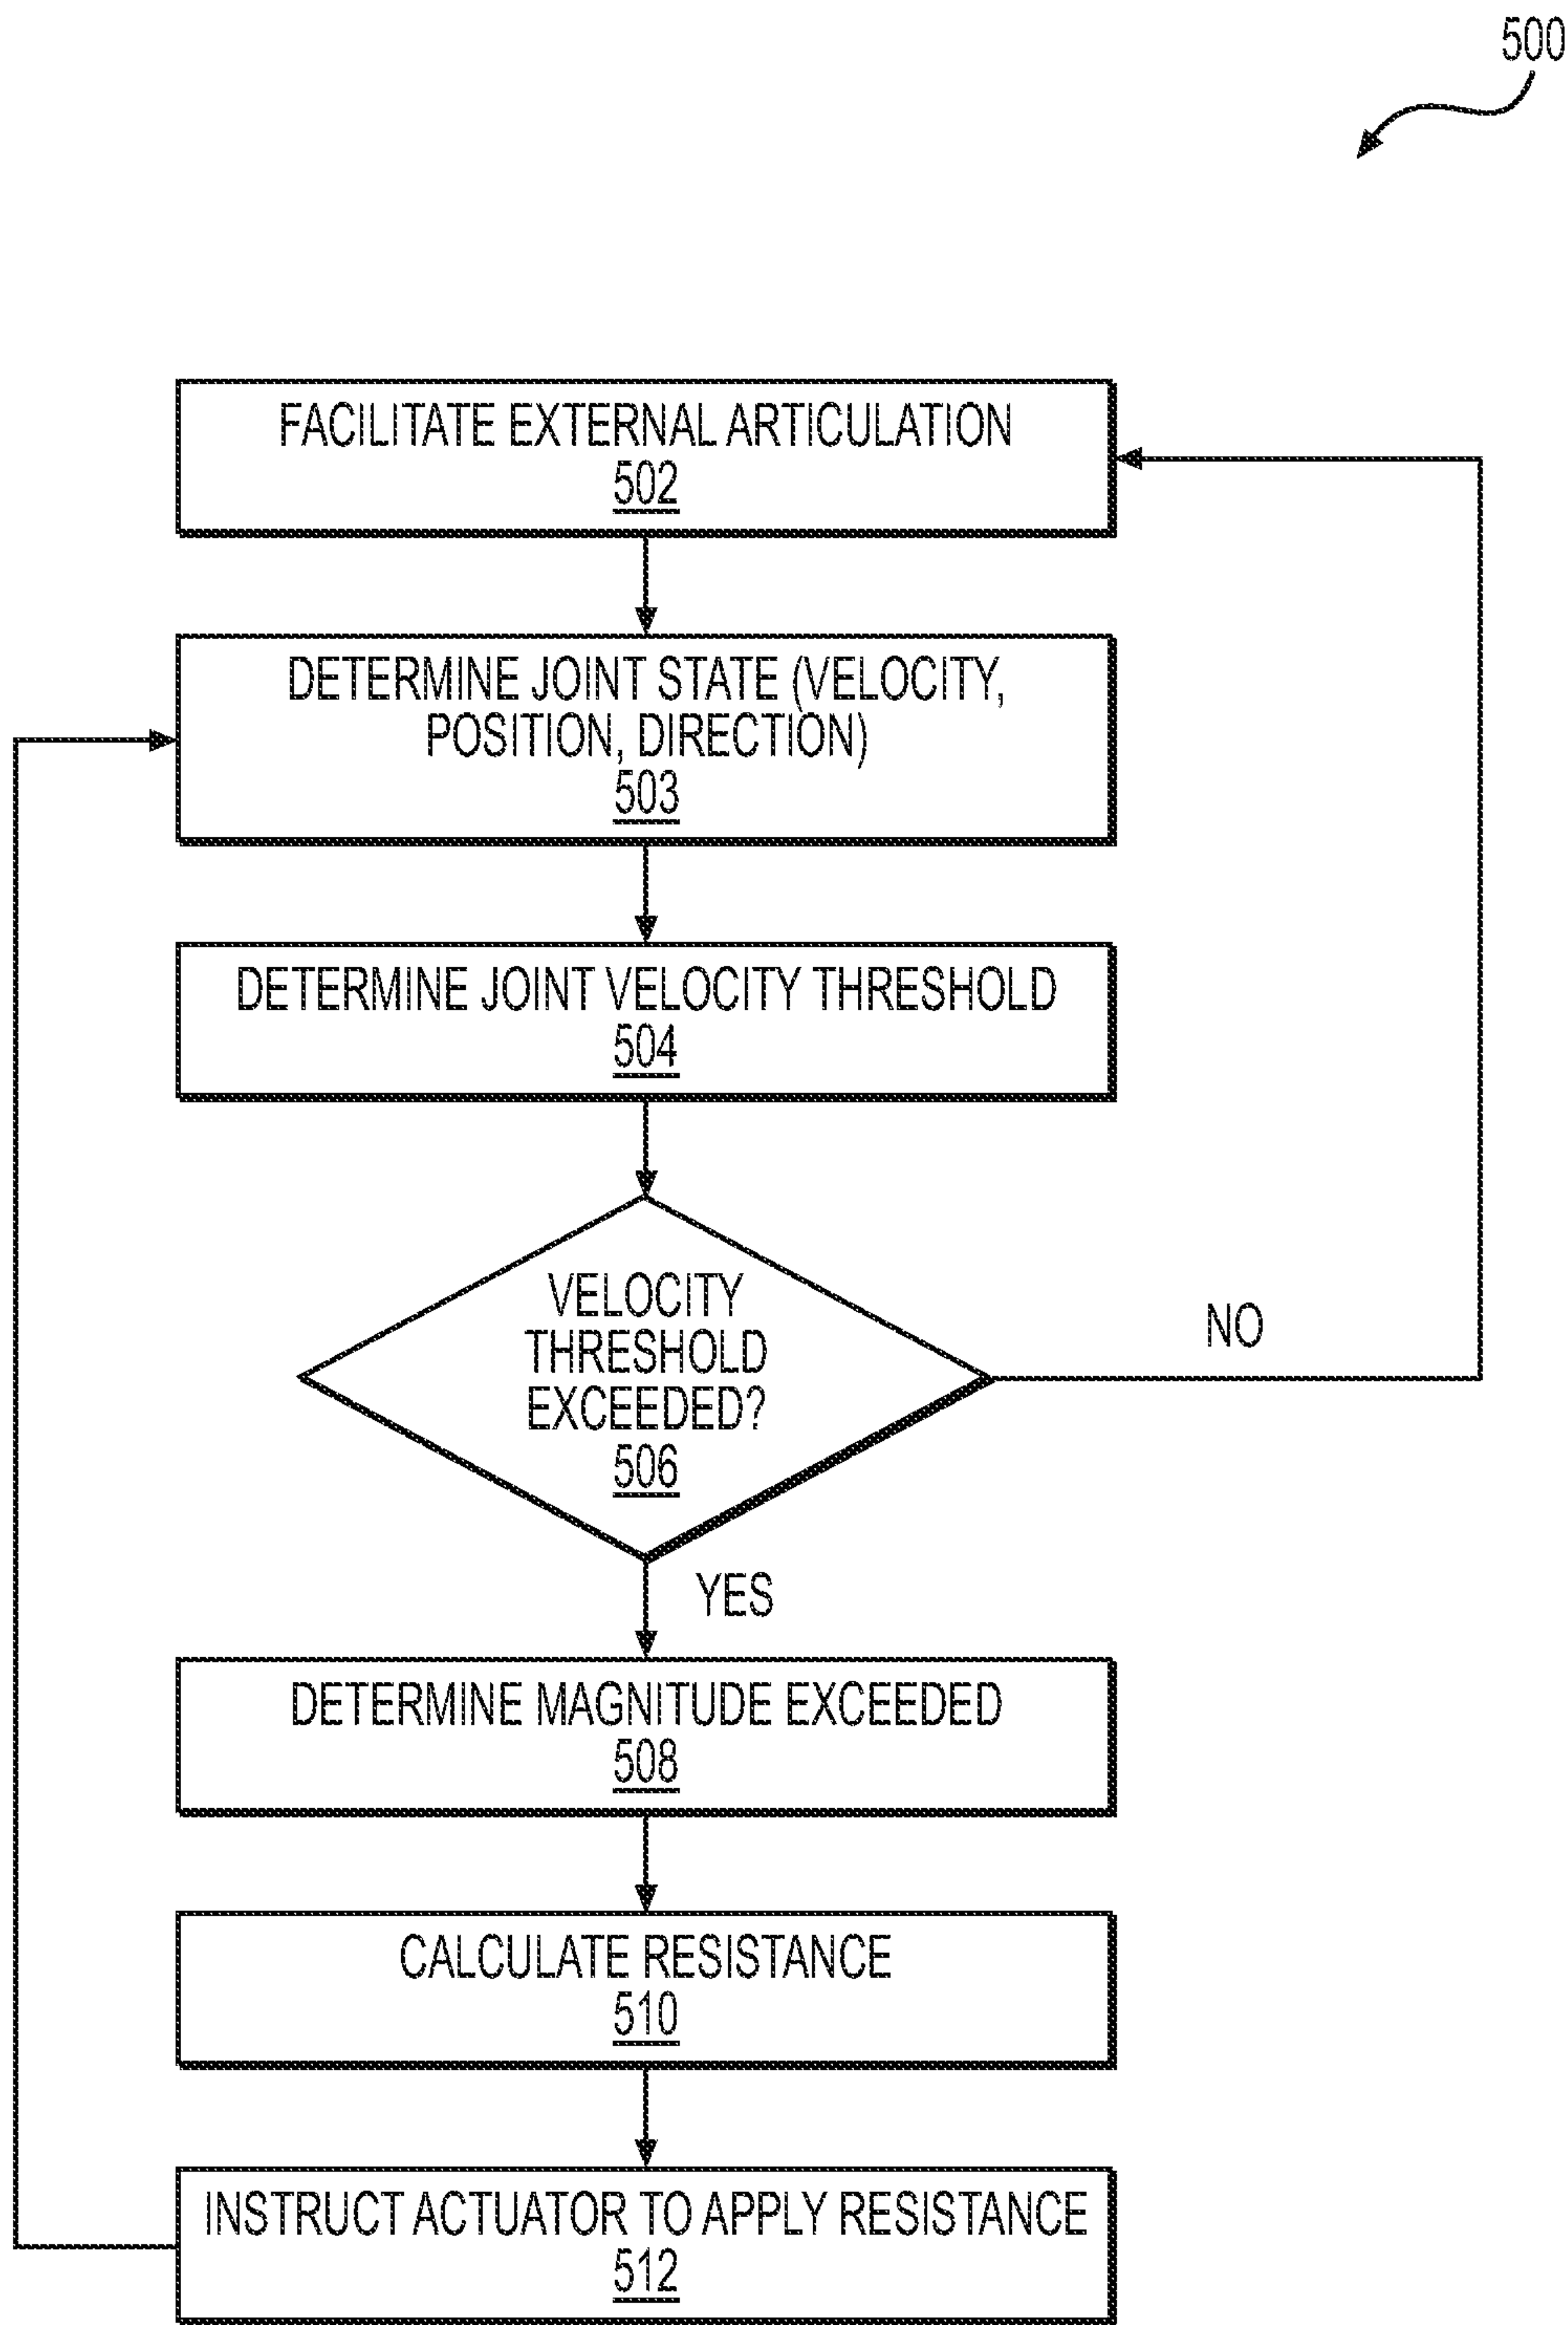 500
FACILITATE EXTERNAL ARTICULATION
502
DETERMINE JOINT STATE (VELOCITY,
POSITION, DIRECTION)
503
DETERMINE JOINT VELOCITY THRESHOLD
504
VELOCITY
THRESHOLD
EXCEEDED?
506
NO
YES
DETERMINE MAGNITUDE EXCEEDED
508
CALCULATE RESISTANCE
510
INSTRUCT ACTUATOR TO APPLY RESISTANCE
512